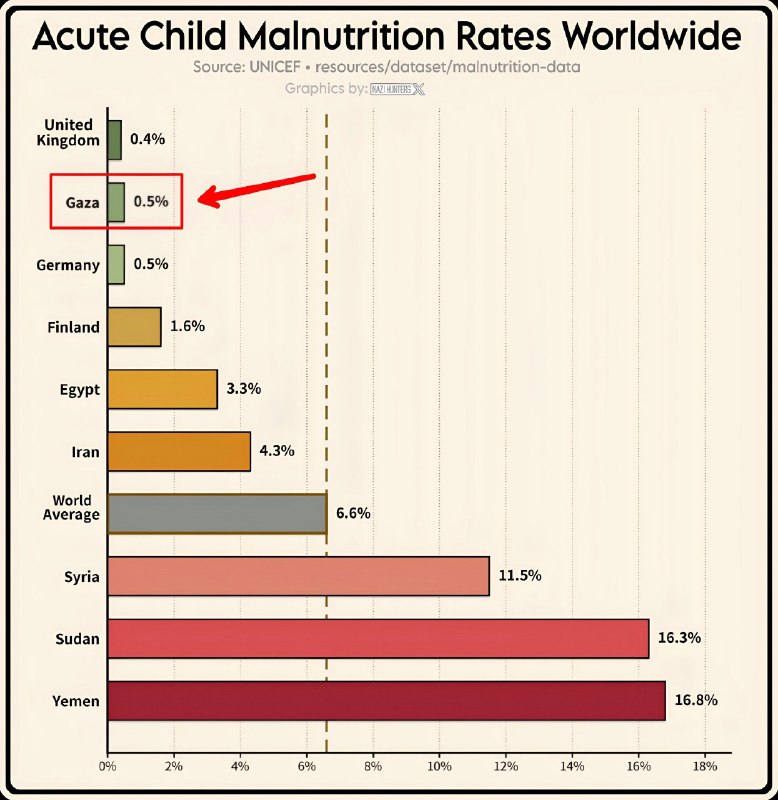 Acute Child Malnutrition Rates Worldwide
Source: UNICEF • resources/dataset/malnutrition-data
Graphics by: NAZI HUNTERS X
United
Kingdom
0.4%
Gaza
0.5%
Germany
0.5%
Finland
1.6%
Egypt
3.3%
Iran
4.3%
World
Average
6.6%
Syria
11.5%
Sudan
16.3%
Yemen
16.8%
0% 2% 4% 6% 8% 10% 12% 14% 16% 18%